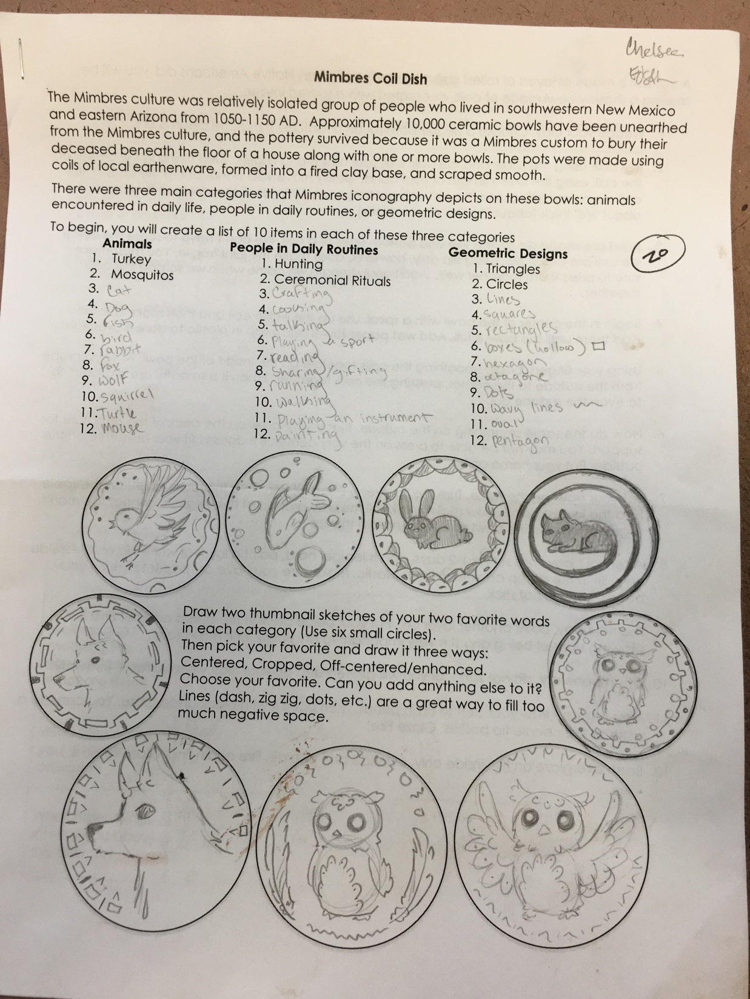 Chelsea
Mimbres Coil Dish
The Mimbres culture was relatively isolated group of people who lived in southwestern New Mexico
and eastern Arizona from 1050-1150 AD. Approximately 10,000 ceramic bowls have been unearthed
from the Mimbres culture, and the pottery survived because it was a Mimbres custom to bury their
deceased beneath the floor of a house along with one or more bowls. The pots were made using
coils of local earthenware, formed into a fired clay base, and scraped smooth.
There were three main categories that Mimbres iconography depicts on these bowls: animals
encountered in daily life, people in daily routines, or geometric designs.
To begin, you will create a list of 10 items in each of these three categories
20
Animals
1. Turkey
2. Mosquitos
3. Cat
4. Dog
5. fish
6. bird
7. rabbit
8. fox
9. wolf
10. squirrel
11. Turtle
12. mouse
People in Daily Routines
1. Hunting
2. Ceremonial Rituals
3. Crafting
4. cooking
5. talking
6. Playing a sport
7. reading
8. sharing/gifting
9. running
10. walking
11. playing an instrument
12. painting
Geometric Designs
1. Triangles
2. Circles
3. Lines
4. squares
5. rectangles
6. boxes (hollow)
7. hexagon
8. octagone
9. Dots
10. Wavy lines
11. oval
12. pentagon
Draw two thumbnail sketches of your two favorite words
in each category (Use six small circles).
Then pick your favorite and draw it three ways:
Centered, Cropped, Off-centered/enhanced.
Choose your favorite. Can you add anything else to it?
Lines (dash, zig zig, dots, etc.) are a great way to fill too
much negative space.